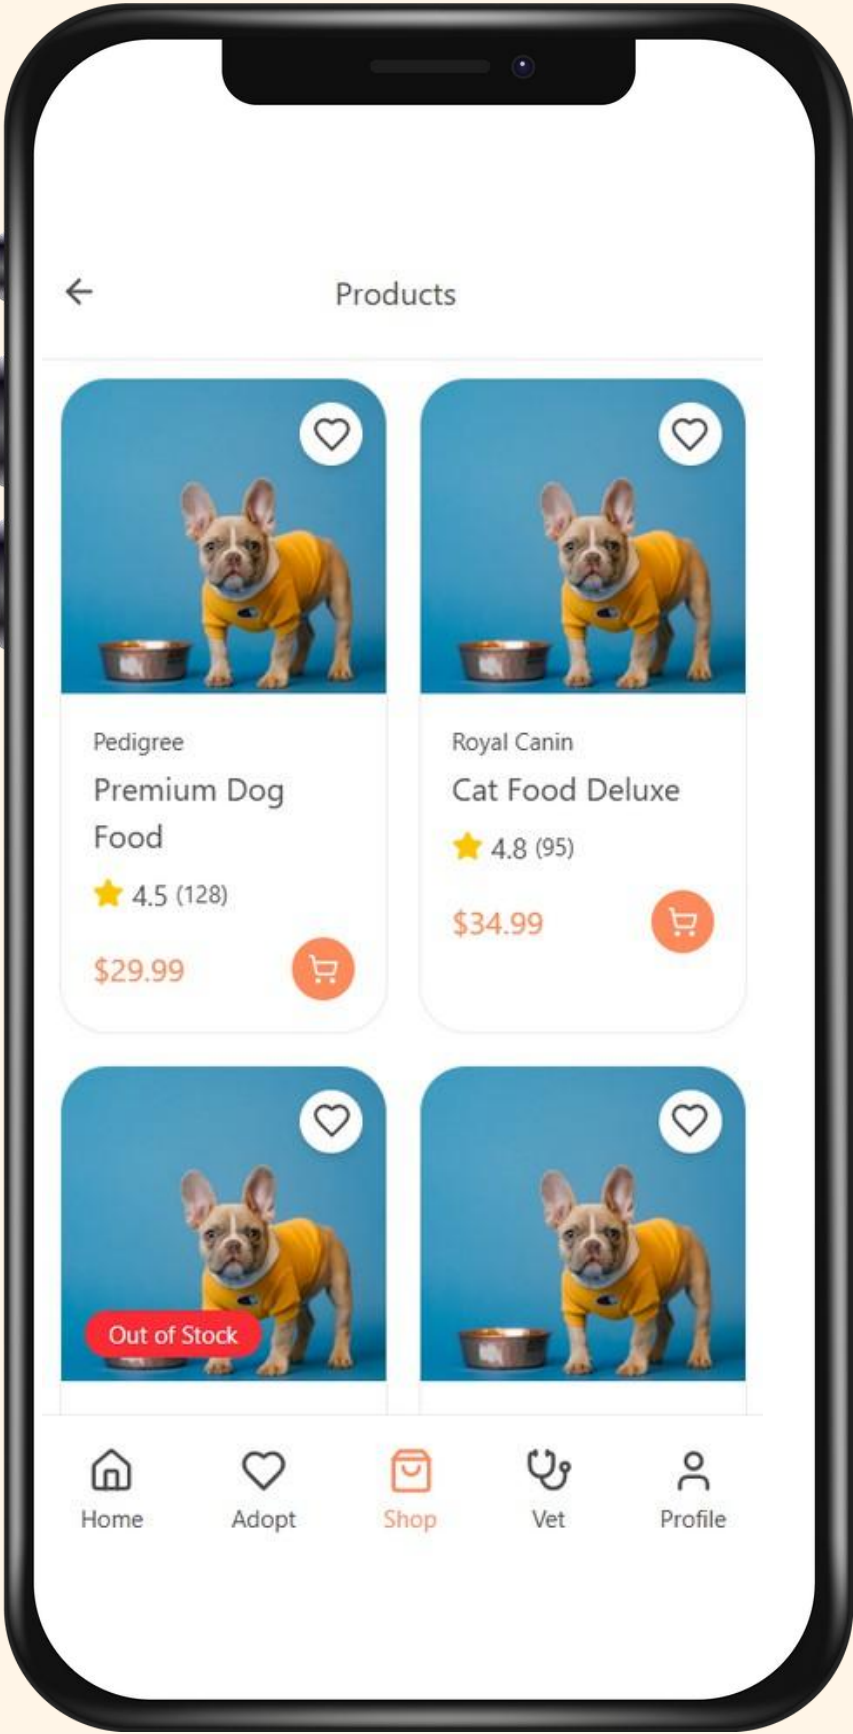 Products
Pedigree
Premium Dog
Food
4.5 (128)
$29.99
Royal Canin
Cat Food Deluxe
4.8 (95)
$34.99
Out of Stock
Home
Adopt
Shop
Vet
Profile